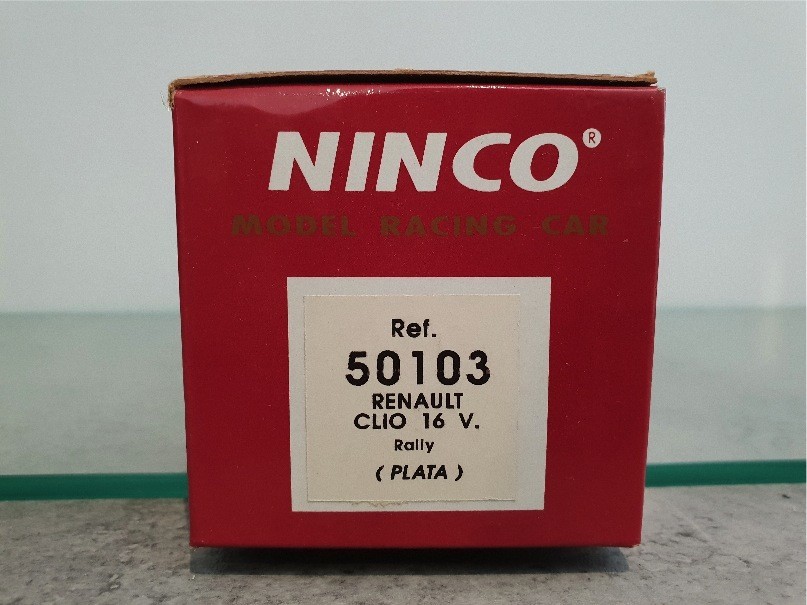 NINCO®
MODEL RACING CAR
Ref.
50103
RENAULT
CLIO 16 V.
Rally
( PLATA )